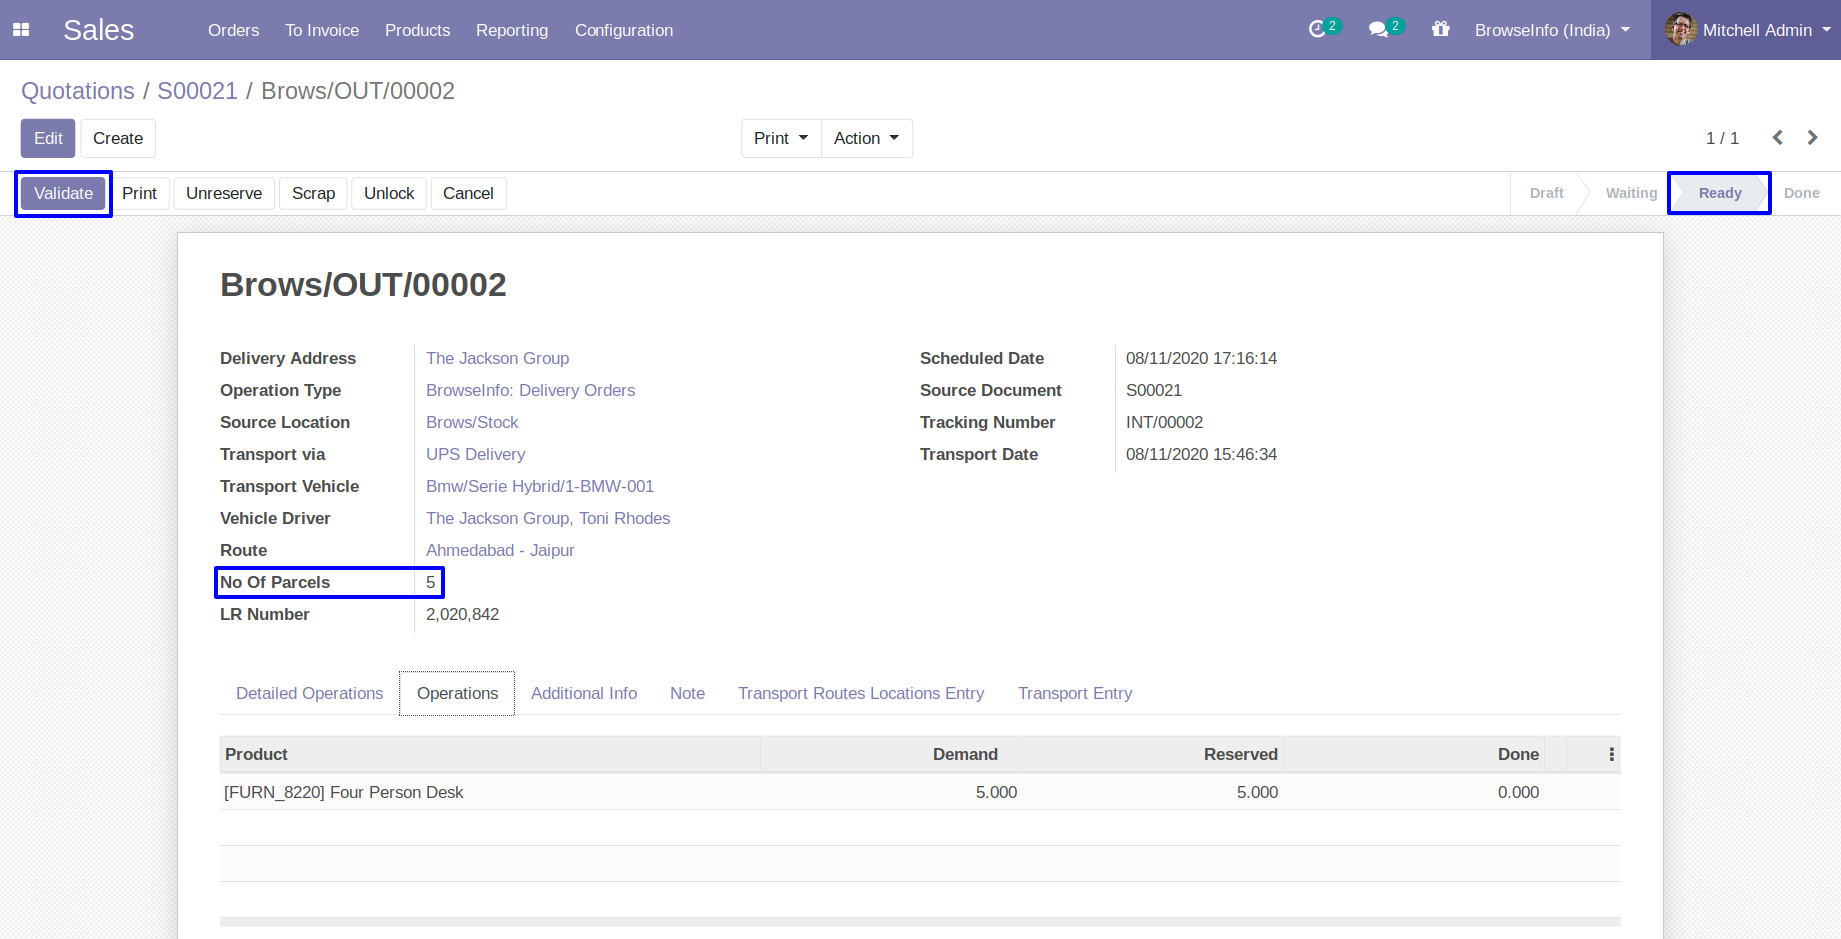 Sales Orders To Invoice Products Reporting Configuration 2 2 BrowseInfo (India) Mitchell Admin
Quotations / S00021 / Brows/OUT/00002
Edit Create Print Action 1 / 1
Validate Print Unreserve Scrap Unlock Cancel Draft Waiting Ready Done
Brows/OUT/00002
Delivery Address The Jackson Group Scheduled Date 08/11/2020 17:16:14
Operation Type BrowseInfo: Delivery Orders Source Document S00021
Source Location Brows/Stock Tracking Number INT/00002
Transport via UPS Delivery Transport Date 08/11/2020 15:46:34
Transport Vehicle Bmw/Serie Hybrid/1-BMW-001
Vehicle Driver The Jackson Group, Toni Rhodes
Route Ahmedabad - Jaipur
No Of Parcels 5
LR Number 2,020,842
Detailed Operations Operations Additional Info Note Transport Routes Locations Entry Transport Entry
Product Demand Reserved Done
[FURN_8220] Four Person Desk 5.000 5.000 0.000